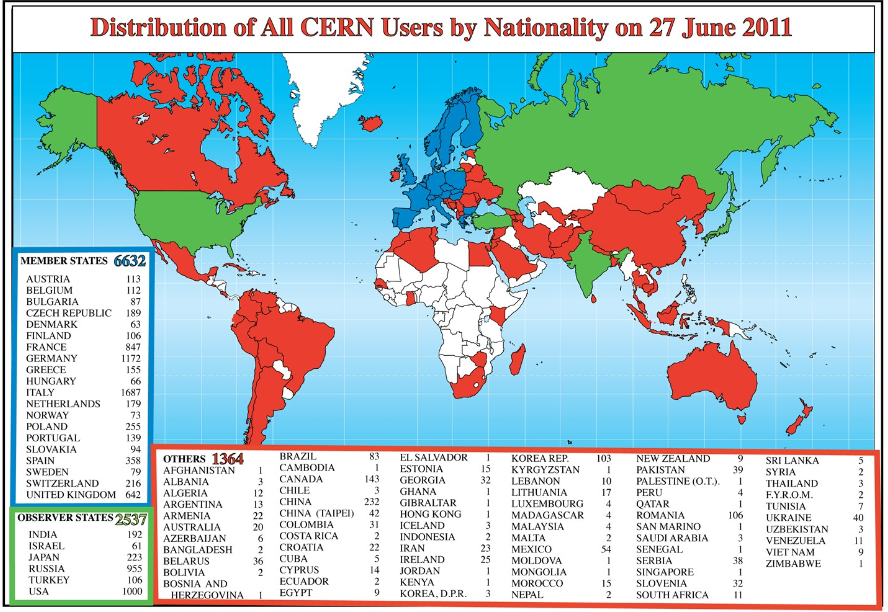 Distribution of All CERN Users by Nationality on 27 June 2011
MEMBER STATES 6632
AUSTRIA 113
BELGIUM 112
BULGARIA 87
CZECH REPUBLIC 189
DENMARK 63
FINLAND 106
FRANCE 847
GERMANY 1172
GREECE 155
HUNGARY 66
ITALY 1687
NETHERLANDS 179
NORWAY 73
POLAND 255
PORTUGAL 139
SLOVAKIA 94
SPAIN 358
SWEDEN 79
SWITZERLAND 216
UNITED KINGDOM 642
OBSERVER STATES 2537
INDIA 192
ISRAEL 61
JAPAN 223
RUSSIA 955
TURKEY 106
USA 1000
OTHERS 1364
AFGHANISTAN 1
ALBANIA 3
ALGERIA 12
ARGENTINA 13
ARMENIA 22
AUSTRALIA 20
AZERBAIJAN 6
BANGLADESH 2
BELARUS 36
BOLIVIA 2
BOSNIA AND
HERZEGOVINA 1
BRAZIL 83
CAMBODIA 1
CANADA 143
CHILE 3
CHINA 232
CHINA (TAIPEI) 42
COLOMBIA 31
COSTA RICA 2
CROATIA 22
CUBA 5
CYPRUS 14
ECUADOR 2
EGYPT 9
EL SALVADOR 1
ESTONIA 15
GEORGIA 32
GHANA 1
GIBRALTAR 1
HONG KONG 1
ICELAND 3
INDONESIA 2
IRAN 23
IRELAND 25
JORDAN 1
KENYA 1
KOREA, D.P.R. 3
KOREA REP. 103
KYRGYZSTAN 1
LEBANON 10
LITHUANIA 17
LUXEMBOURG 4
MADAGASCAR 4
MALAYSIA 4
MALTA 2
MEXICO 54
MOLDOVA 1
MONGOLIA 1
MOROCCO 15
NEPAL 2
NEW ZEALAND 9
PAKISTAN 39
PALESTINE (O.T.). 1
PERU 4
QATAR 1
ROMANIA 106
SAN MARINO 1
SAUDI ARABIA 3
SENEGAL 1
SERBIA 38
SINGAPORE 1
SLOVENIA 32
SOUTH AFRICA 11
SRI LANKA 5
SYRIA 2
THAILAND 3
F.Y.R.O.M. 2
TUNISIA 7
UKRAINE 40
UZBEKISTAN 3
VENEZUELA 11
VIET NAM 9
ZIMBABWE 1